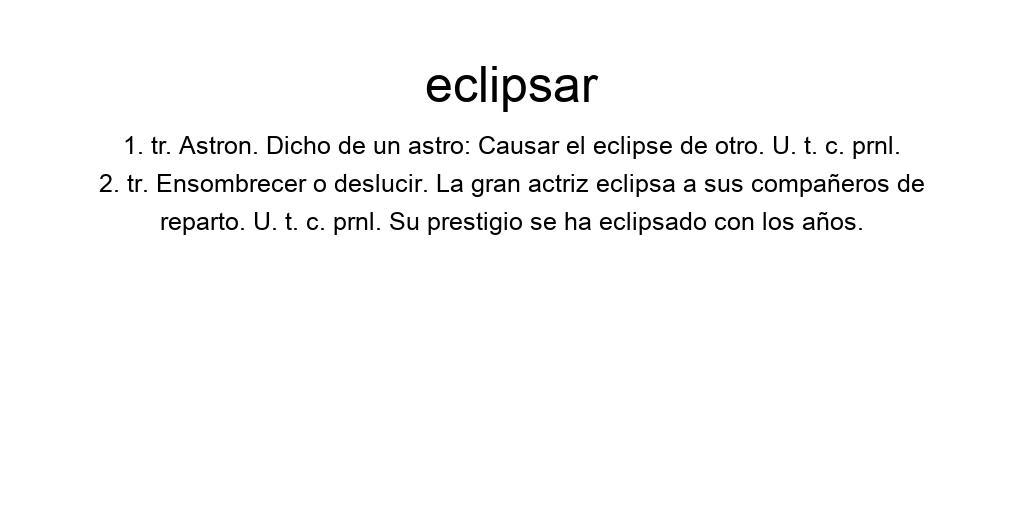 eclipsar
1. tr. Astron. Dicho de un astro: Causar el eclipse de otro. U. t. c. prnl.
2. tr. Ensombrecer o deslucir. La gran actriz eclipsa a sus compañeros de
reparto. U. t. c. prnl. Su prestigio se ha eclipsado con los años.